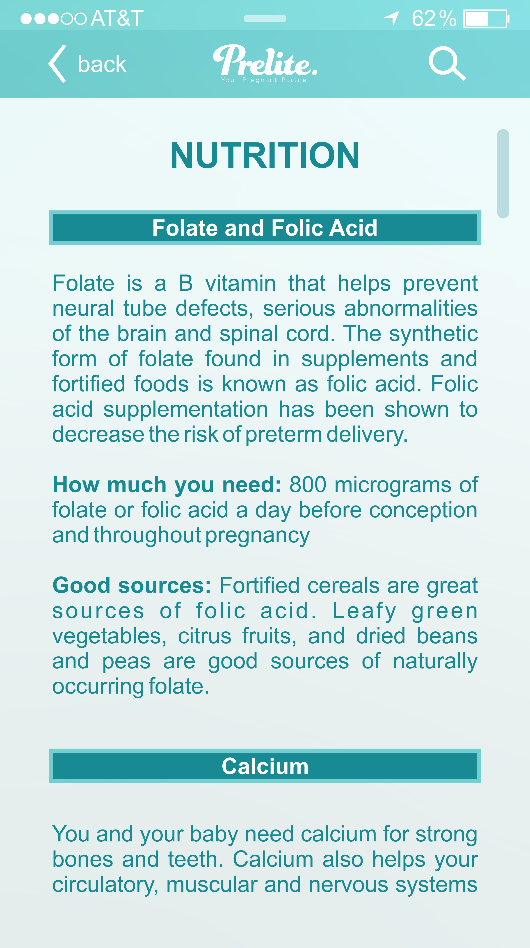 AT&T 62%
back Prelite.
Your Pregnant Future
NUTRITION
Folate and Folic Acid
Folate is a B vitamin that helps prevent
neural tube defects, serious abnormalities
of the brain and spinal cord. The synthetic
form of folate found in supplements and
fortified foods is known as folic acid. Folic
acid supplementation has been shown to
decrease the risk of preterm delivery.
How much you need: 800 micrograms of
folate or folic acid a day before conception
and throughout pregnancy
Good sources: Fortified cereals are great
sources of folic acid. Leafy green
vegetables, citrus fruits, and dried beans
and peas are good sources of naturally
occurring folate.
Calcium
You and your baby need calcium for strong
bones and teeth. Calcium also helps your
circulatory, muscular and nervous systems